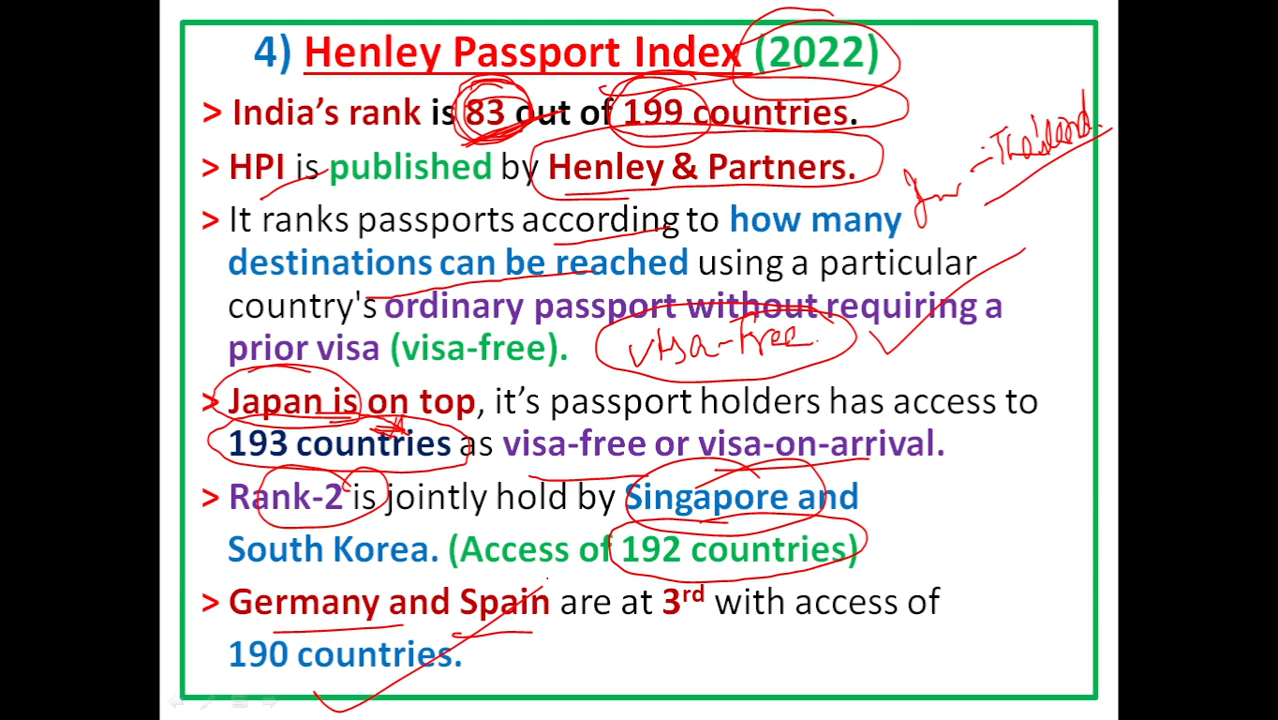 4) Henley Passport Index (2022)
> India's rank is 83 out of 199 countries.
> HPI is published by Henley & Partners.
Thailand
> It ranks passports according to how many
destinations can be reached using a particular
country's ordinary passport without requiring a
prior visa (visa-free).
visa-free
> Japan is on top, it's passport holders has access to
193 countries as visa-free or visa-on-arrival.
> Rank-2 is jointly hold by Singapore and
South Korea. (Access of 192 countries)
> Germany and Spain are at 3rd with access of
190 countries.